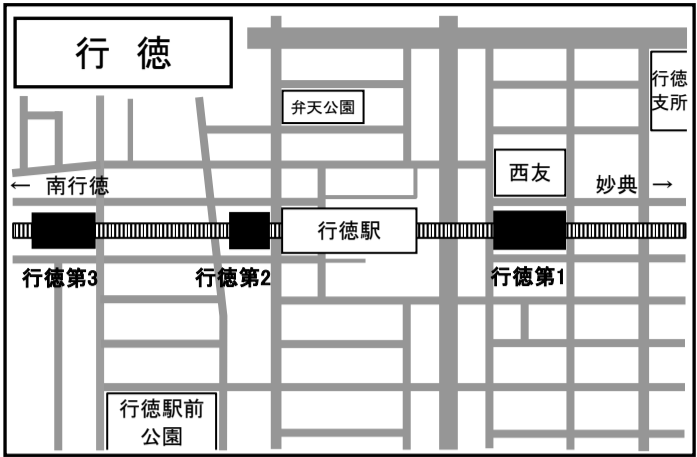 行徳
弁天公園
行徳
支所
西友
← 南行徳
妙典 →
行徳駅
行徳第3
行徳第2
行徳第1
行徳駅前
公園